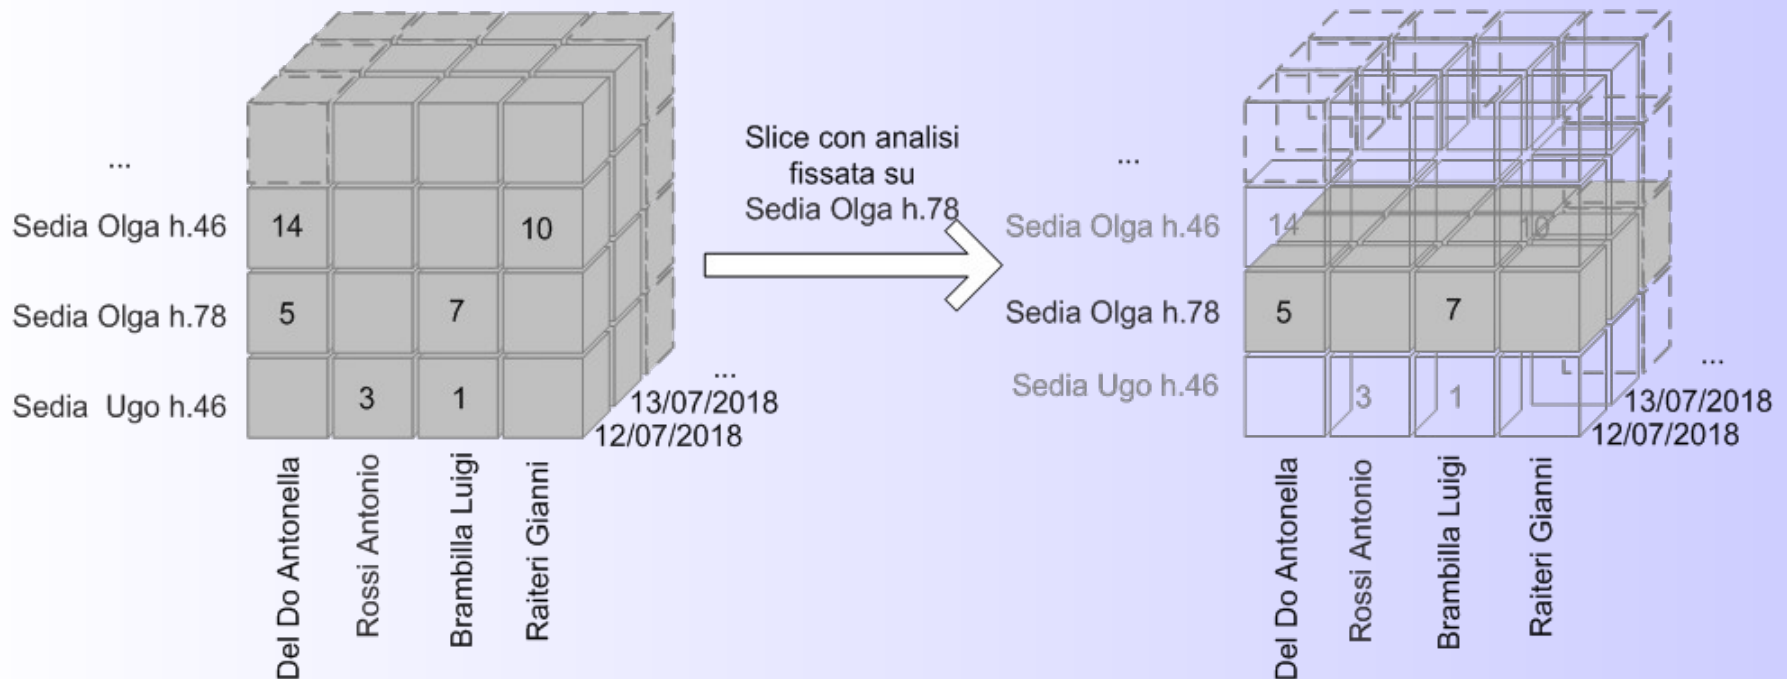 ...
Sedia Olga h.46
14
10
Sedia Olga h.78
5
7
Sedia Ugo h.46
3
1
...
13/07/2018
12/07/2018
Del Do Antonella
Rossi Antonio
Brambilla Luigi
Raiteri Gianni
Slice con analisi
fissata su
Sedia Olga h.78
...
Sedia Olga h.46
14
10
Sedia Olga h.78
5
7
Sedia Ugo h.46
3
1
...
13/07/2018
12/07/2018
Del Do Antonella
Rossi Antonio
Brambilla Luigi
Raiteri Gianni